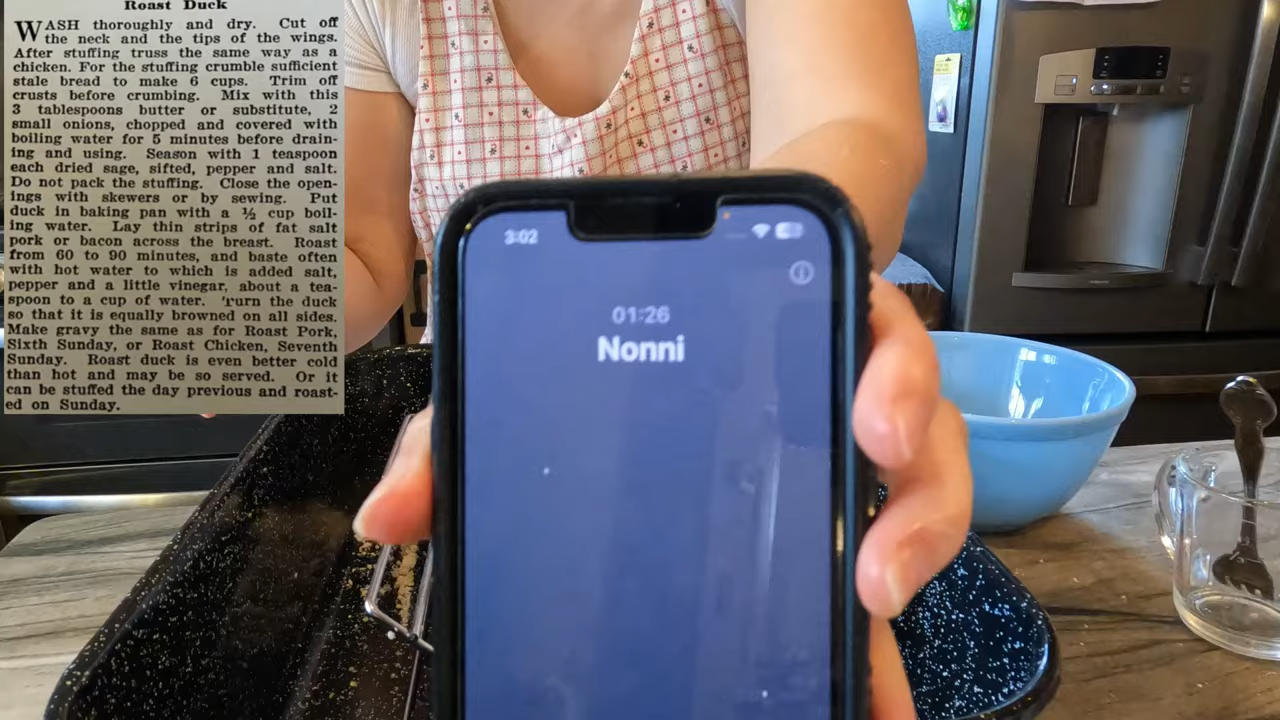 Roast Duck
WASH thoroughly and dry. Cut off
the neck and the tips of the wings.
After stuffing truss the same way as a
chicken. For the stuffing crumble sufficient
stale bread to make 6 cups. Trim off
crusts before crumbing. Mix with this
3 tablespoons butter or substitute, 2
small onions, chopped and covered with
boiling water for 5 minutes before drain-
ing and using. Season with 1 teaspoon
each dried sage, sifted, pepper and salt.
Do not pack the stuffing. Close the open-
ings with skewers or by sewing. Put
duck in baking pan with a ½ cup boil-
ing water. Lay thin strips of fat salt
pork or bacon across the breast. Roast
from 60 to 90 minutes, and baste often
with hot water to which is added salt,
pepper and a little vinegar, about a tea-
spoon to a cup of water. Turn the duck
so that it is equally browned on all sides.
Make gravy the same as for Roast Pork,
Sixth Sunday, or Roast Chicken, Seventh
Sunday. Roast duck is even better cold
than hot and may be so served. Or it
can be stuffed the day previous and roast-
ed on Sunday.
3:02
01:26
Nonni